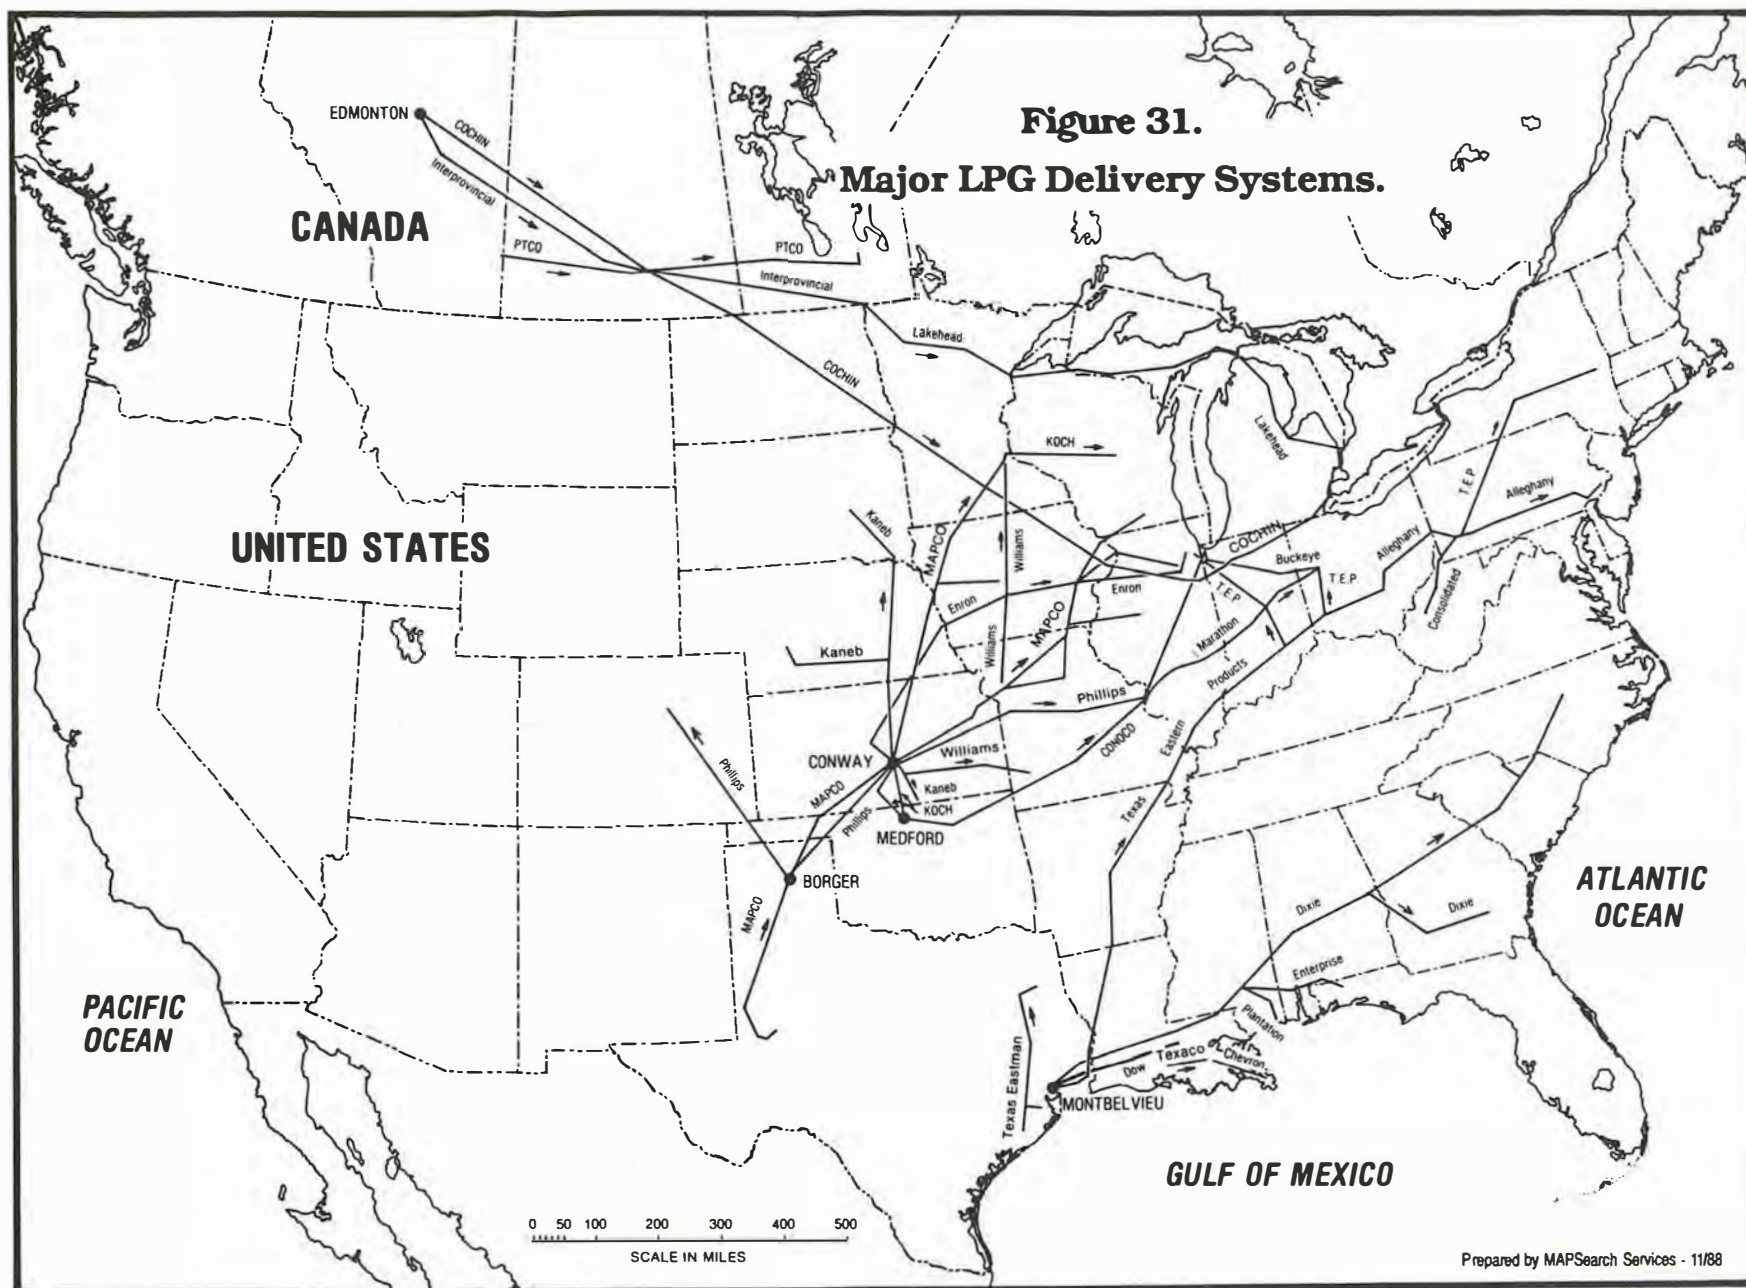 Figure 31.
Major LPG Delivery Systems.
EDMONTON
COCHIN
Interprovincial
CANADA
PTCO
PTCO
Interprovincial
Lakehead
COCHIN
KOCH
Lakehead
T.E.P.
Alleghany
Kaneb
UNITED STATES
MAPCO
Williams
COCHIN
Buckeye
Alleghany
Enron
Enron
T.E.P.
T.E.P.
Consolidated
Kaneb
Williams
MAPCO
Marathon
Products
Phillips
Phillips
CONWAY
Williams
CONOCO
Eastern
MAPCO
Kaneb
Phillips
KOCH
Texas
MEDFORD
BORGER
MAPCO
Dixie
Dixie
ATLANTIC
OCEAN
Enterprise
PACIFIC
OCEAN
Plantation
Texas Eastman
Texaco
Chevron
Dow
MONTBELVIEU
GULF OF MEXICO
0 50 100 200 300 400 500
SCALE IN MILES
Prepared by MAPSearch Services - 11/88